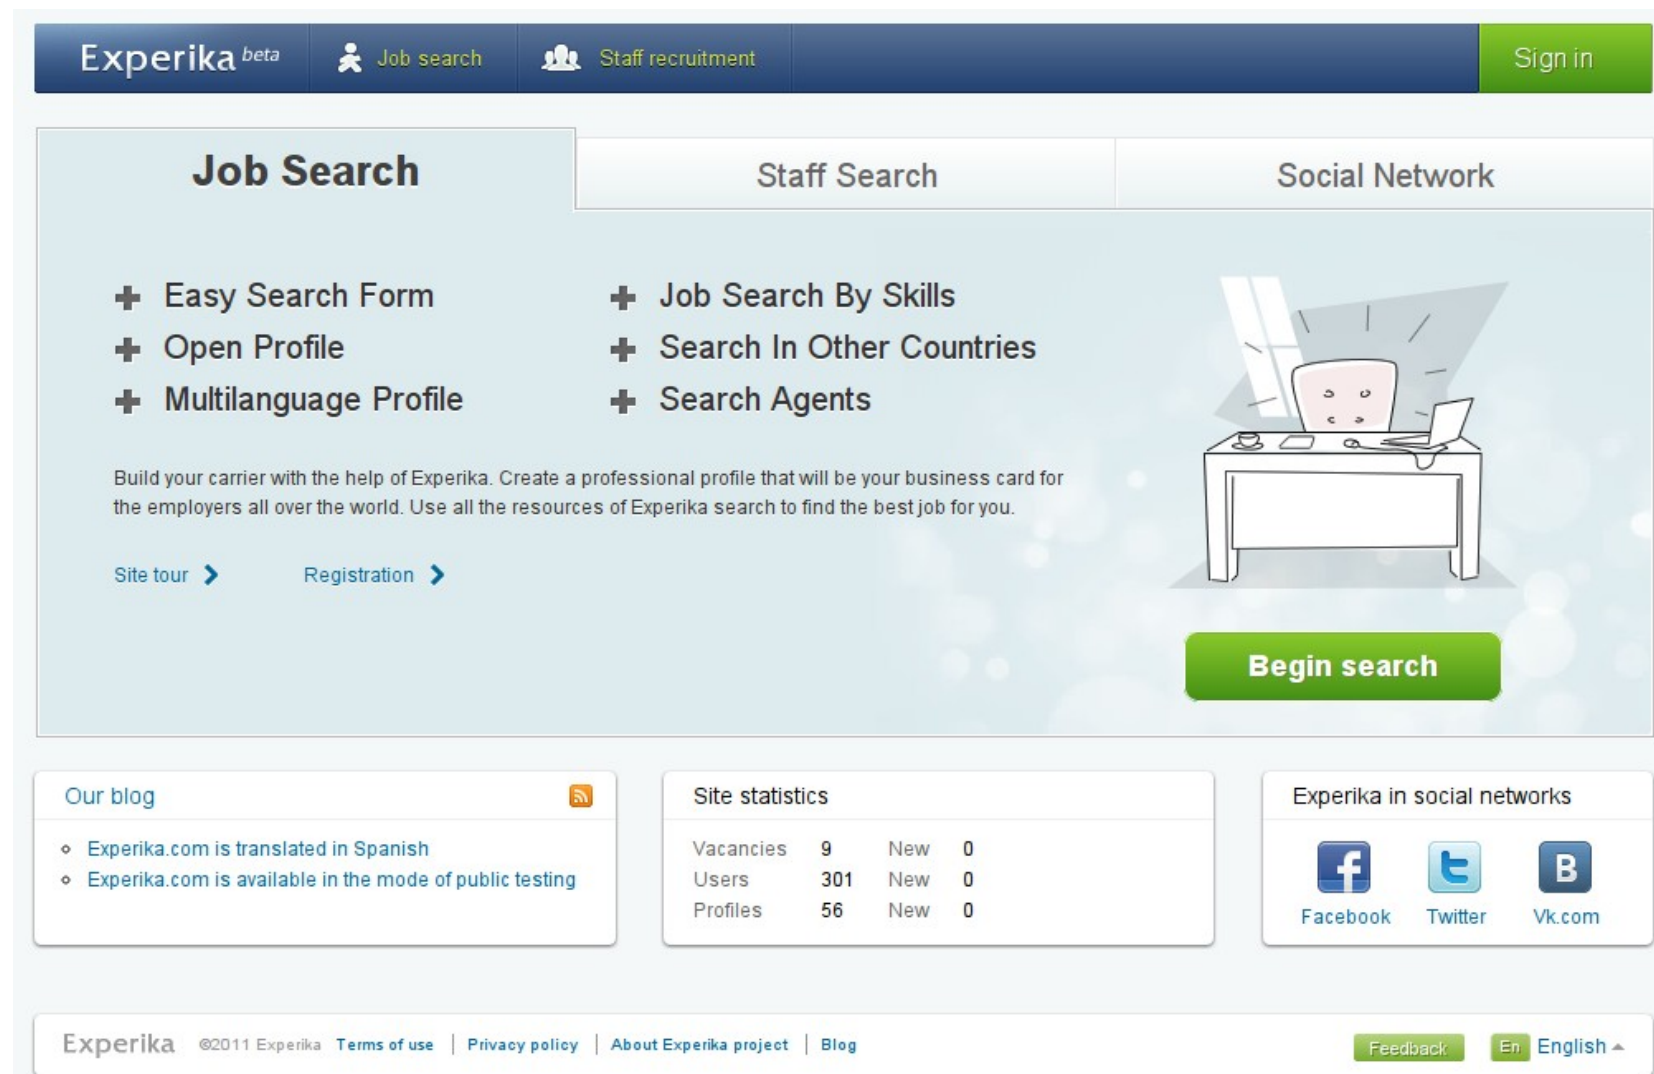 Experika beta
Job search
Staff recruitment
Sign in
Job Search
Staff Search
Social Network
Easy Search Form
Open Profile
Multilanguage Profile
Job Search By Skills
Search In Other Countries
Search Agents
Build your carrier with the help of Experika. Create a professional profile that will be your business card for
the employers all over the world. Use all the resources of Experika search to find the best job for you.
Site tour
Registration
Begin search
Our blog
Experika.com is translated in Spanish
Experika.com is available in the mode of public testing
Site statistics
Vacancies 9 New 0
Users 301 New 0
Profiles 56 New 0
Experika in social networks
f
t
B
Facebook
Twitter
Vk.com
Experika ©2011 Experika Terms of use | Privacy policy | About Experika project | Blog
Feedback
En English